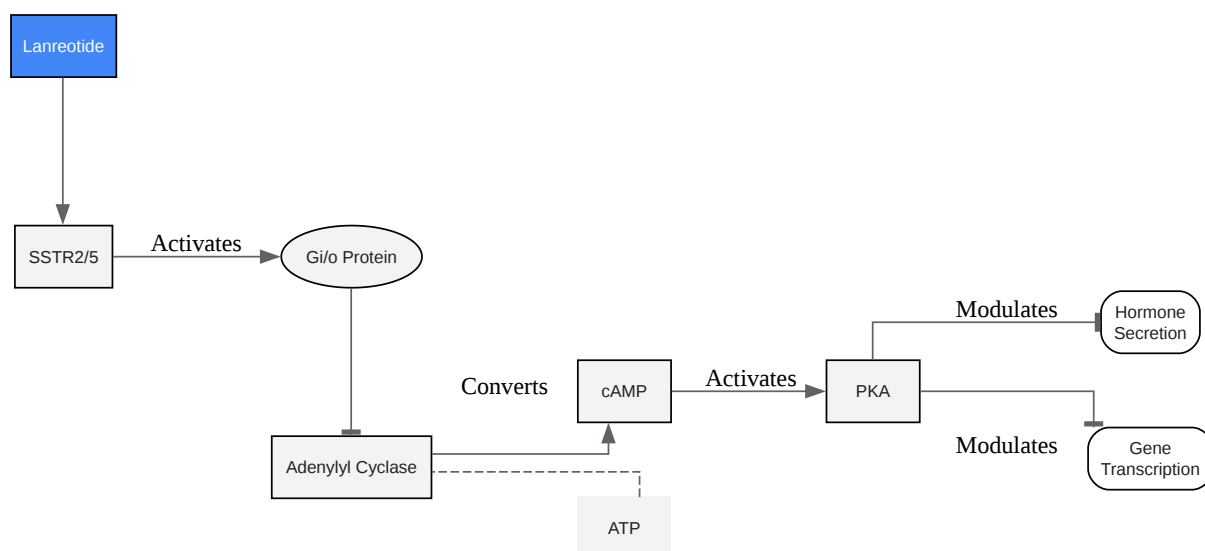 Lanreotide
SSTR2/5
Activates
Gi/o Protein
Adenylyl Cyclase
Converts
cAMP
ATP
Activates
PKA
Modulates
Hormone
Secretion
Modulates
Gene
Transcription